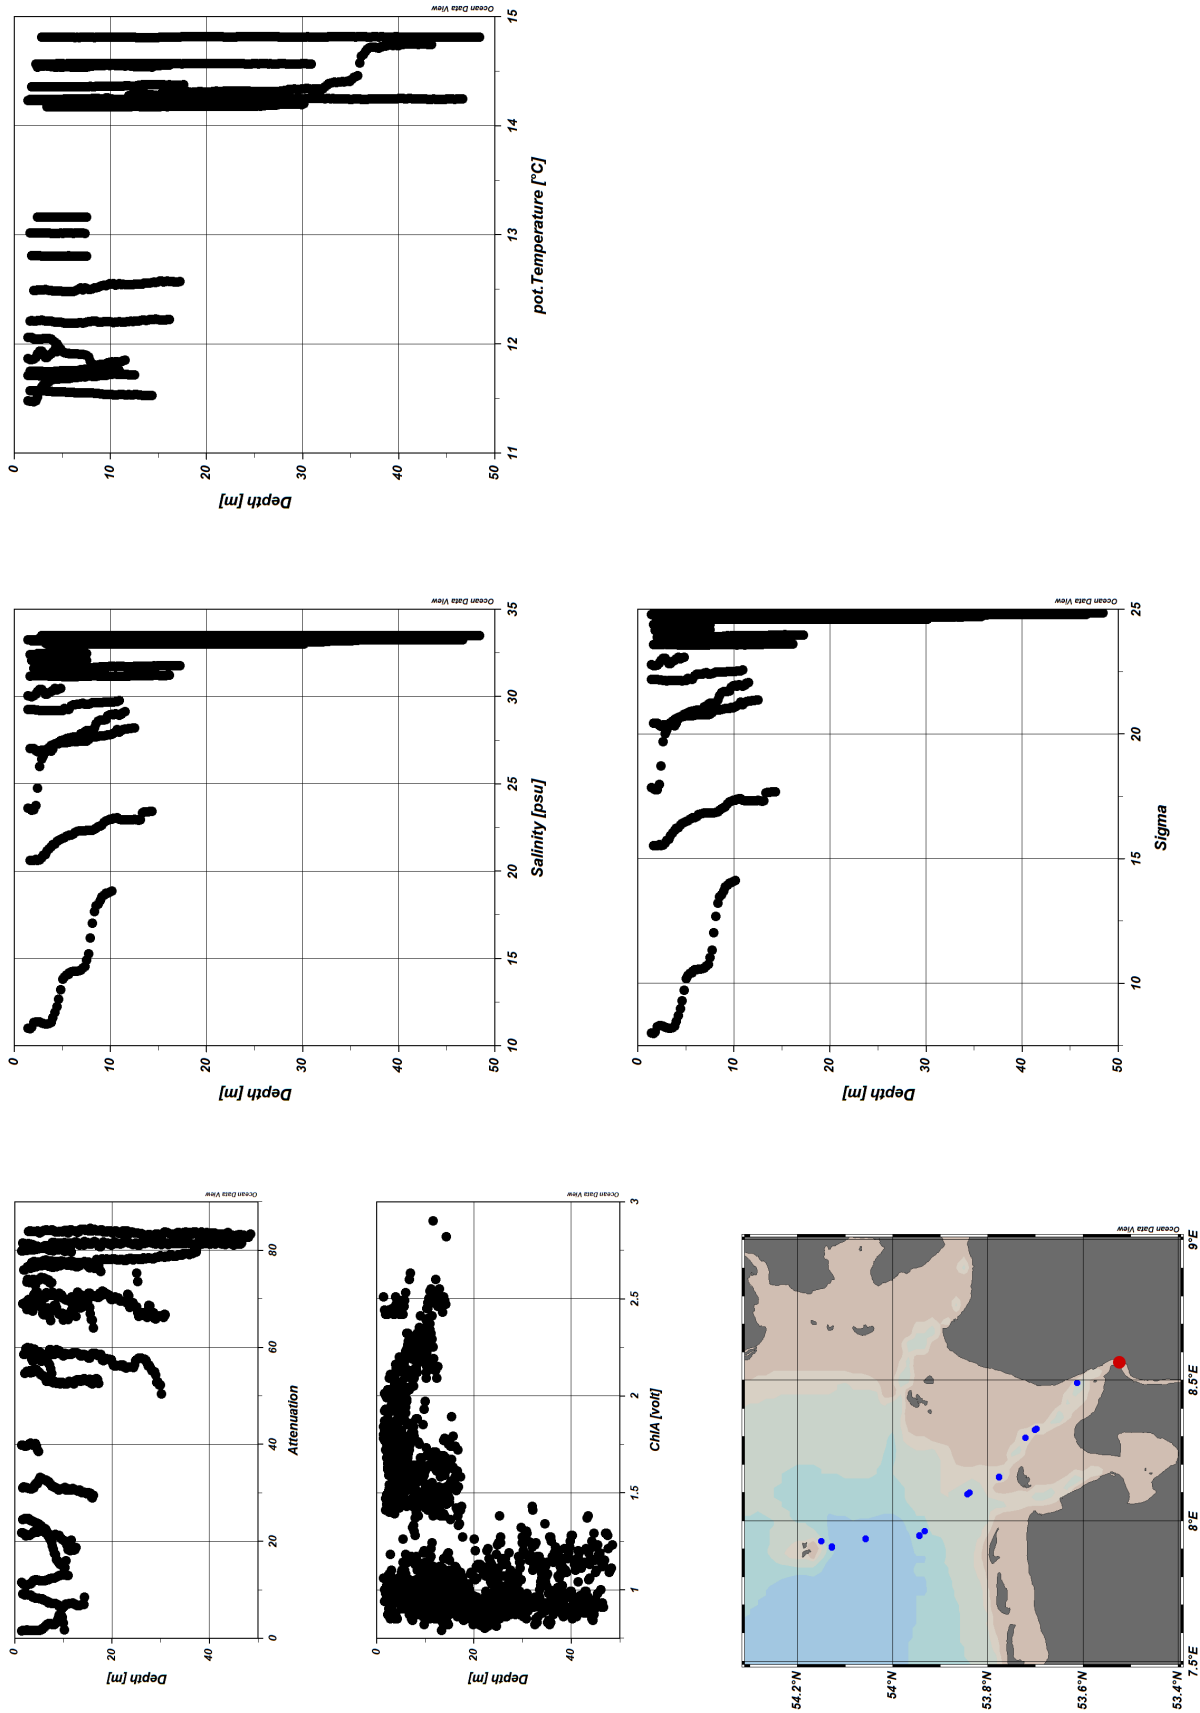 Ocean Data View
0
10
20
30
40
50
Depth [m]
11
12
13
14
15
pot.Temperature [°C]
Ocean Data View
0
10
20
30
40
50
Depth [m]
10
15
20
25
30
35
Salinity [psu]
Ocean Data View
0
10
20
30
40
50
Depth [m]
10
15
20
25
Sigma
Ocean Data View
0
20
40
Depth [m]
0
20
40
60
80
Attenuation
Ocean Data View
0
10
20
30
40
Depth [m]
1
1.5
2
2.5
3
ChlA [volt]
Ocean Data View
54.2°N
54°N
53.8°N
53.6°N
53.4°N
7.5°E
8°E
8.5°E
9°E